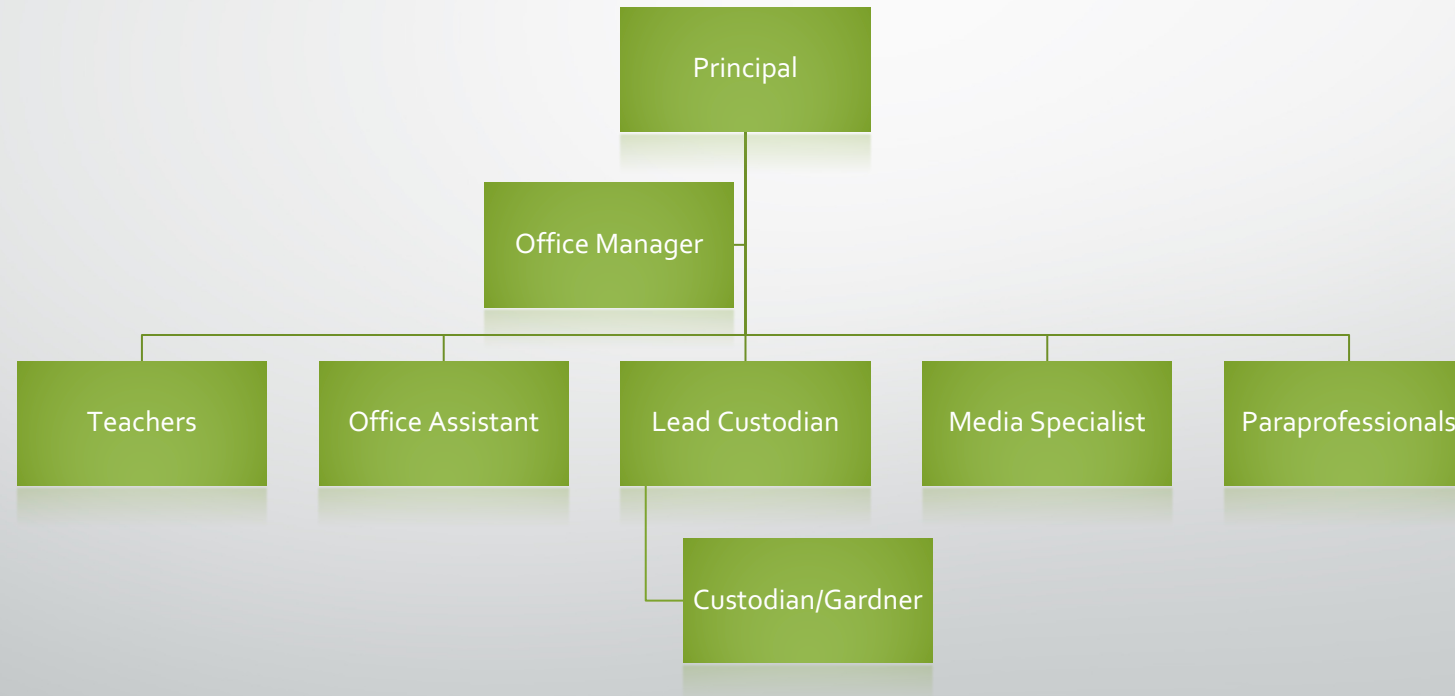 Principal
Office Manager
Teachers
Office Assistant
Lead Custodian
Media Specialist
Paraprofessionals
Custodian/Gardner